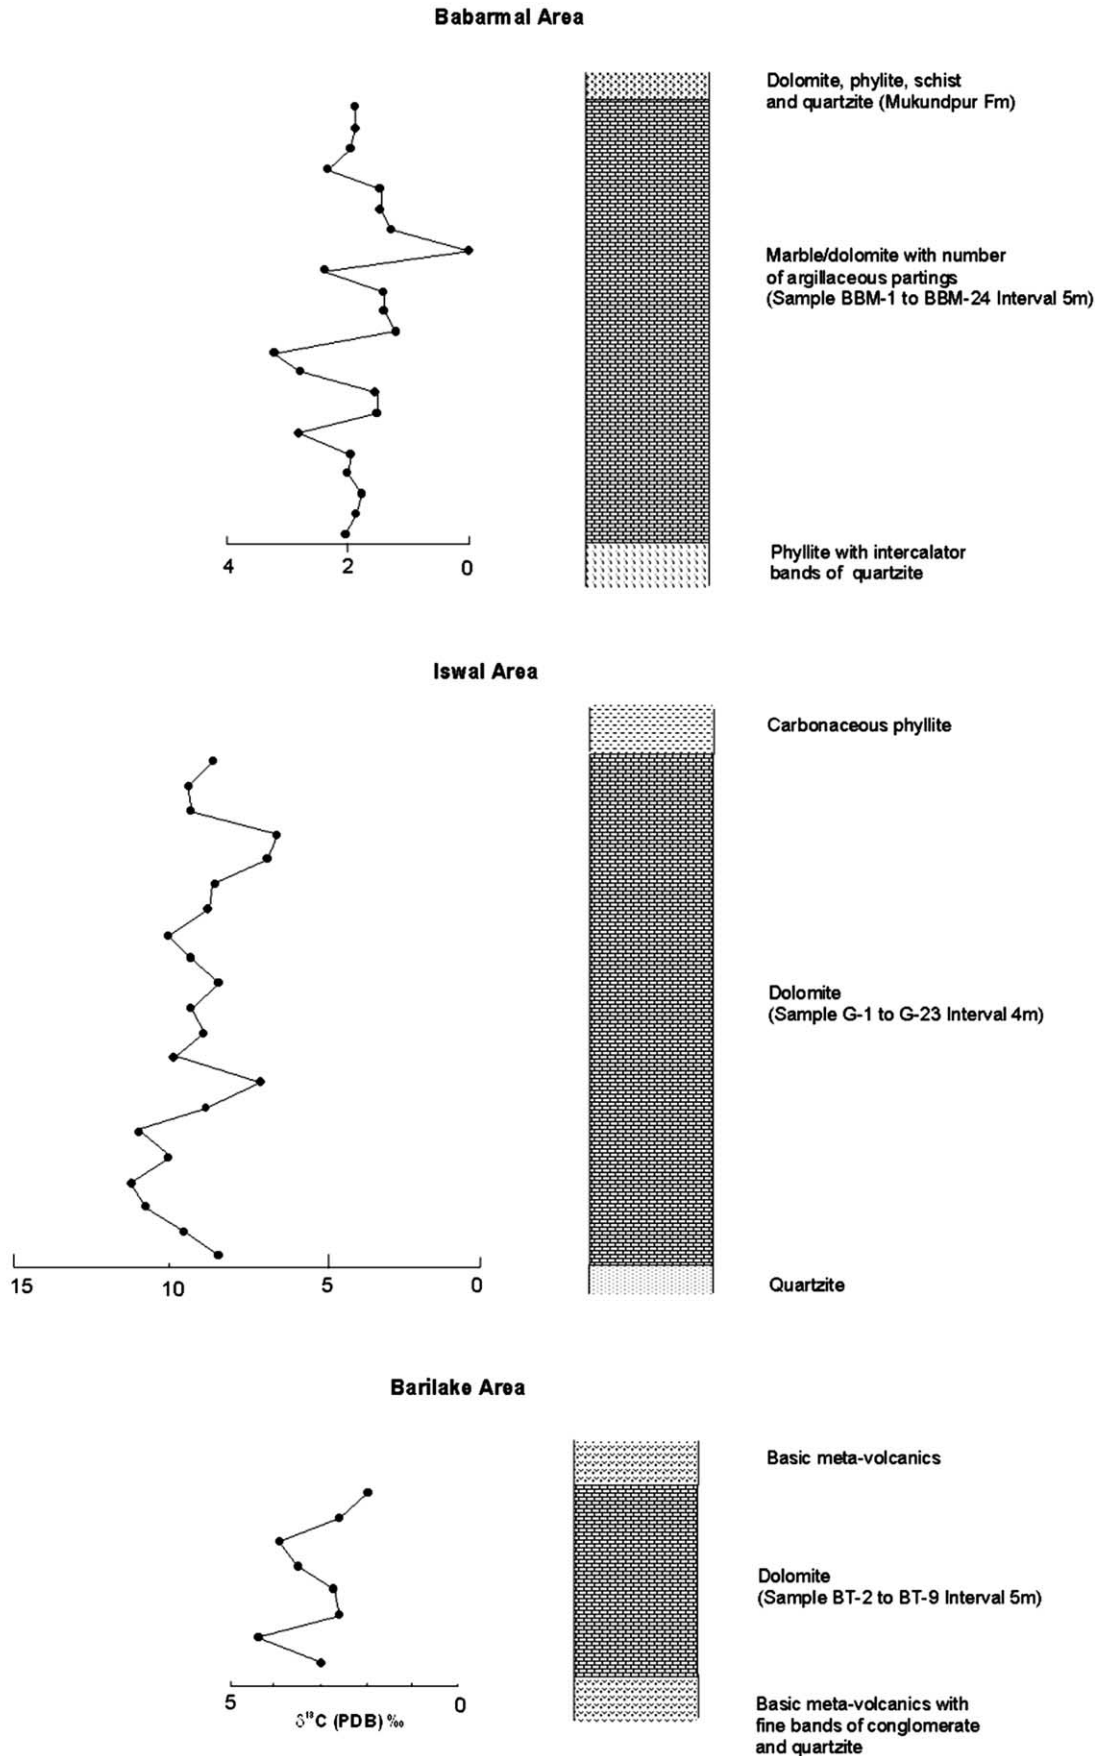 Babarmal Area
Dolomite, phylite, schist
and quartzite (Mukundpur Fm)
Marble/dolomite with number
of argillaceous partings
(Sample BBM-1 to BBM-24 Interval 5m)
Phyllite with intercalator
bands of quartzite
4 2 0
Iswal Area
Carbonaceous phyllite
Dolomite
(Sample G-1 to G-23 Interval 4m)
Quartzite
15 10 5 0
Barilake Area
Basic meta-volcanics
Dolomite
(Sample BT-2 to BT-9 Interval 5m)
5 0
δ¹³C (PDB) ‰
Basic meta-volcanics with
fine bands of conglomerate
and quartzite